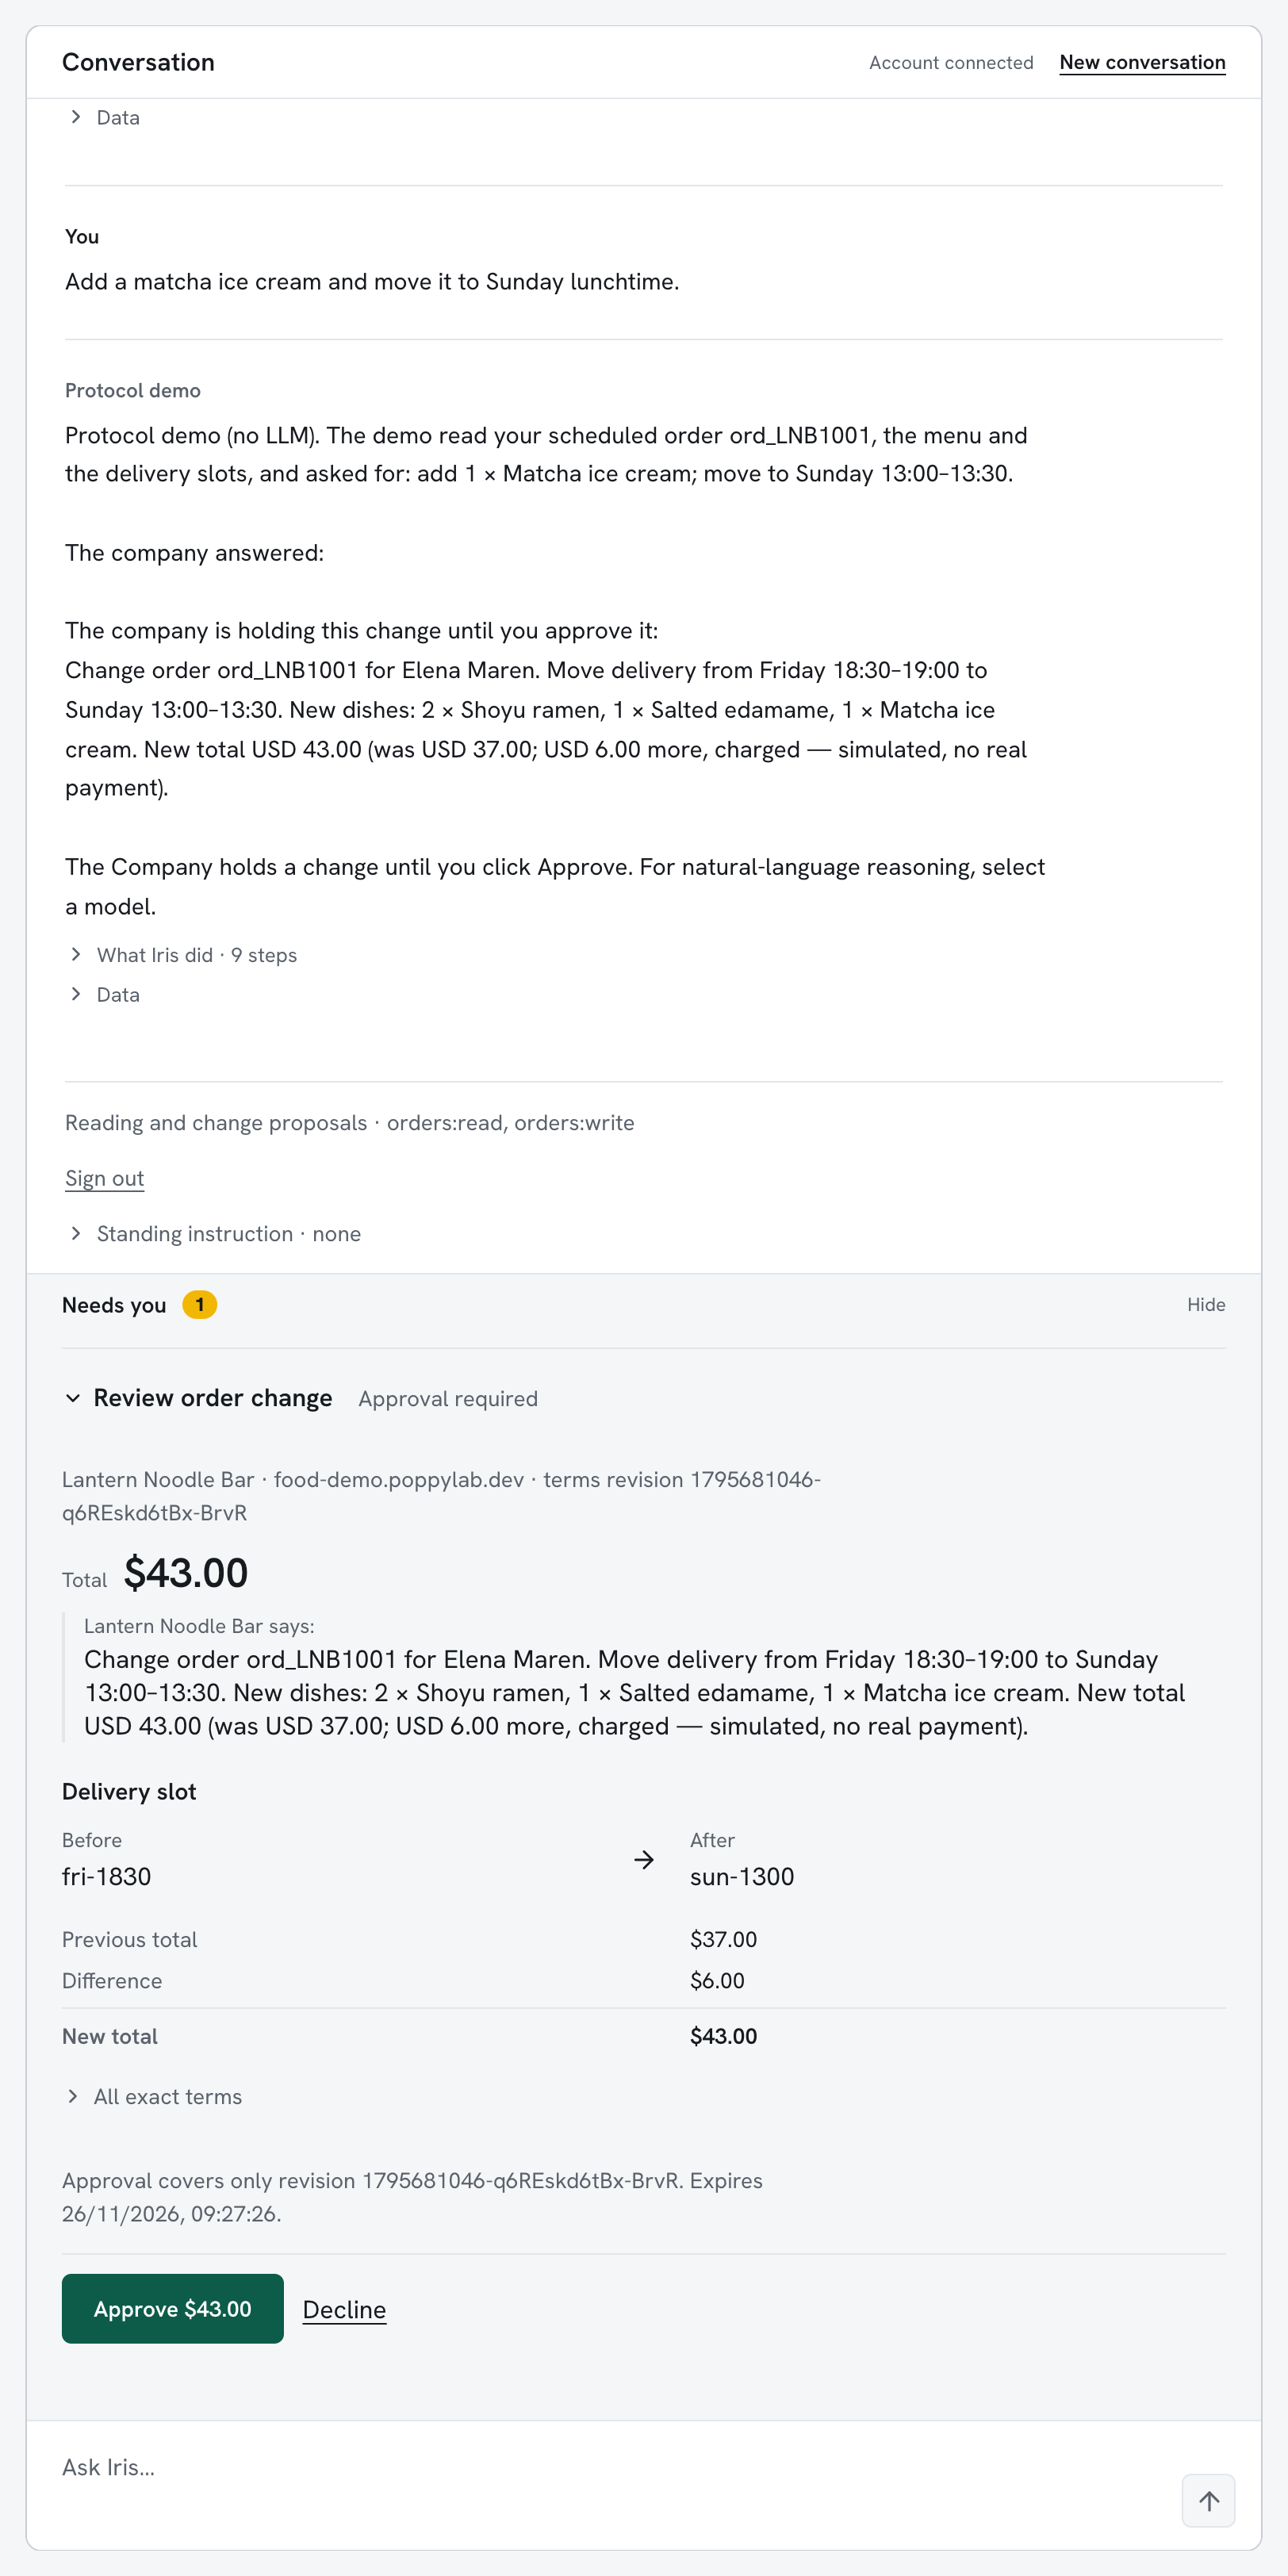 Conversation
Account connected
New conversation
Data
You
Add a matcha ice cream and move it to Sunday lunchtime.
Protocol demo
Protocol demo (no LLM). The demo read your scheduled order ord_LNB1001, the menu and
the delivery slots, and asked for: add 1 × Matcha ice cream; move to Sunday 13:00–13:30.
The company answered:
The company is holding this change until you approve it:
Change order ord_LNB1001 for Elena Maren. Move delivery from Friday 18:30–19:00 to
Sunday 13:00–13:30. New dishes: 2 × Shoyu ramen, 1 × Salted edamame, 1 × Matcha ice
cream. New total USD 43.00 (was USD 37.00; USD 6.00 more, charged — simulated, no real
payment).
The Company holds a change until you click Approve. For natural-language reasoning, select
a model.
What Iris did · 9 steps
Data
Reading and change proposals · orders:read, orders:write
Sign out
Standing instruction · none
Needs you 1
Hide
Review order change Approval required
Lantern Noodle Bar · food-demo.poppylab.dev · terms revision 1795681046-
q6REskd6tBx-BrvR
Total $43.00
Lantern Noodle Bar says:
Change order ord_LNB1001 for Elena Maren. Move delivery from Friday 18:30–19:00 to Sunday
13:00–13:30. New dishes: 2 × Shoyu ramen, 1 × Salted edamame, 1 × Matcha ice cream. New total
USD 43.00 (was USD 37.00; USD 6.00 more, charged — simulated, no real payment).
Delivery slot
Before
After
fri-1830
sun-1300
Previous total $37.00
Difference $6.00
New total $43.00
All exact terms
Approval covers only revision 1795681046-q6REskd6tBx-BrvR. Expires
26/11/2026, 09:27:26.
Approve $43.00
Decline
Ask Iris...